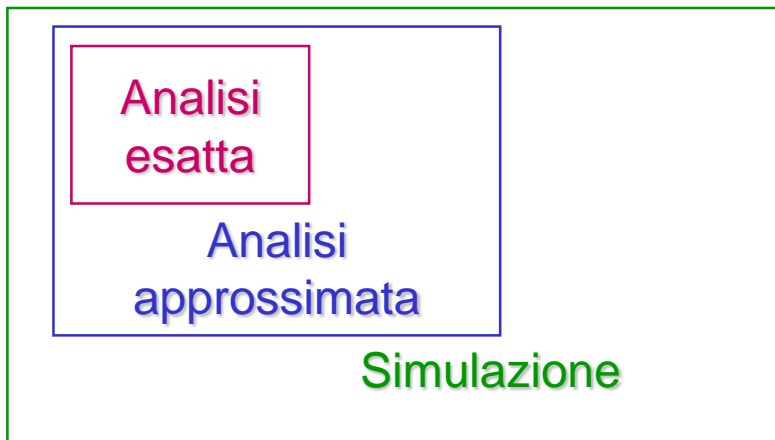 Analisi
esatta
Analisi
approssimata
Simulazione